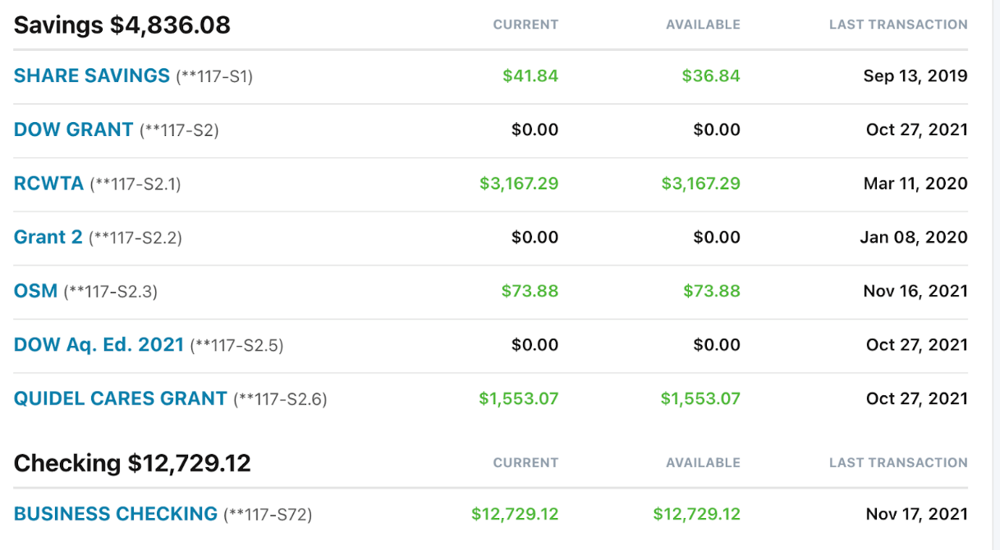 Savings $4,836.08 CURRENT AVAILABLE LAST TRANSACTION
SHARE SAVINGS (**117-S1) $41.84 $36.84 Sep 13, 2019
DOW GRANT (**117-S2) $0.00 $0.00 Oct 27, 2021
RCWTA (**117-S2.1) $3,167.29 $3,167.29 Mar 11, 2020
Grant 2 (**117-S2.2) $0.00 $0.00 Jan 08, 2020
OSM (**117-S2.3) $73.88 $73.88 Nov 16, 2021
DOW Aq. Ed. 2021 (**117-S2.5) $0.00 $0.00 Oct 27, 2021
QUIDEL CARES GRANT (**117-S2.6) $1,553.07 $1,553.07 Oct 27, 2021
Checking $12,729.12 CURRENT AVAILABLE LAST TRANSACTION
BUSINESS CHECKING (**117-S72) $12,729.12 $12,729.12 Nov 17, 2021